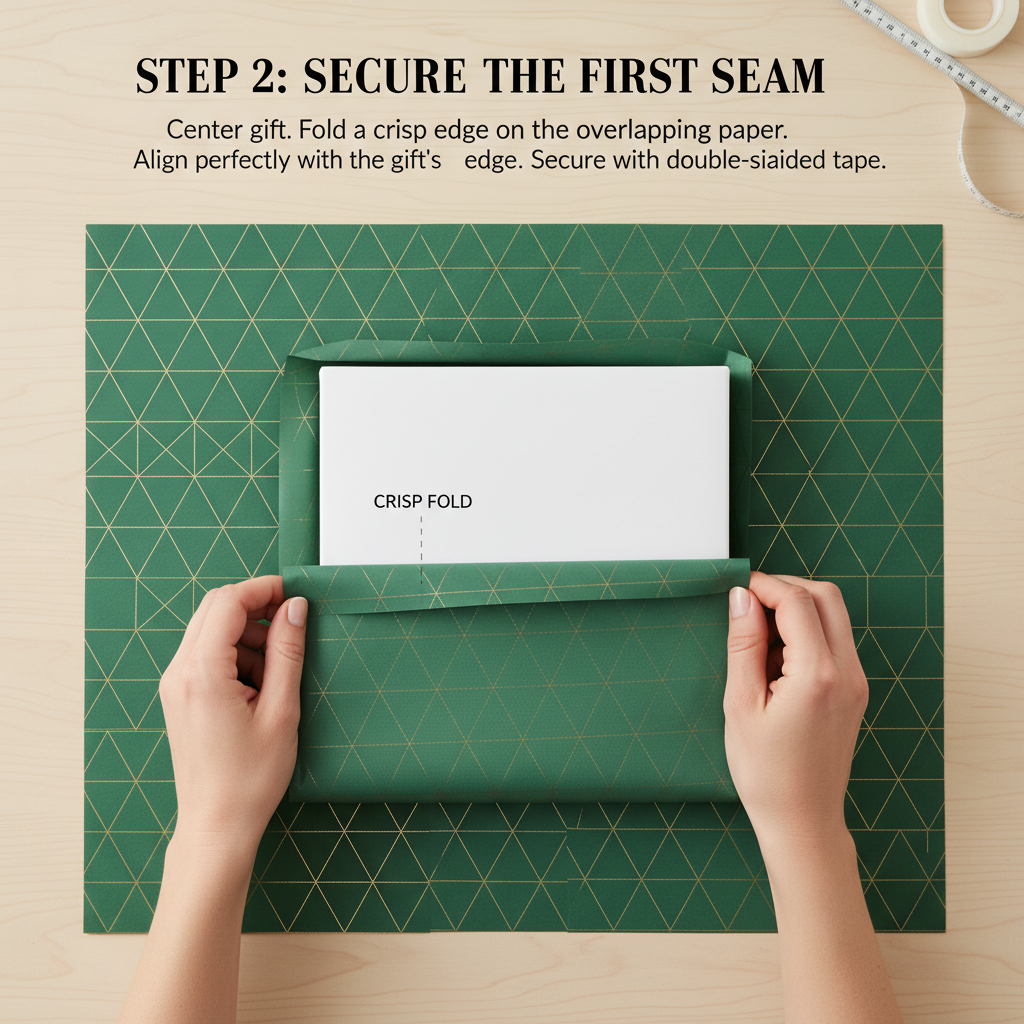 STEP 2: SECURE THE FIRST SEAM
Center gift. Fold a crisp edge on the overlapping paper.
Align perfectly with the gift's edge. Secure with double-siaided tape.
CRISP FOLD